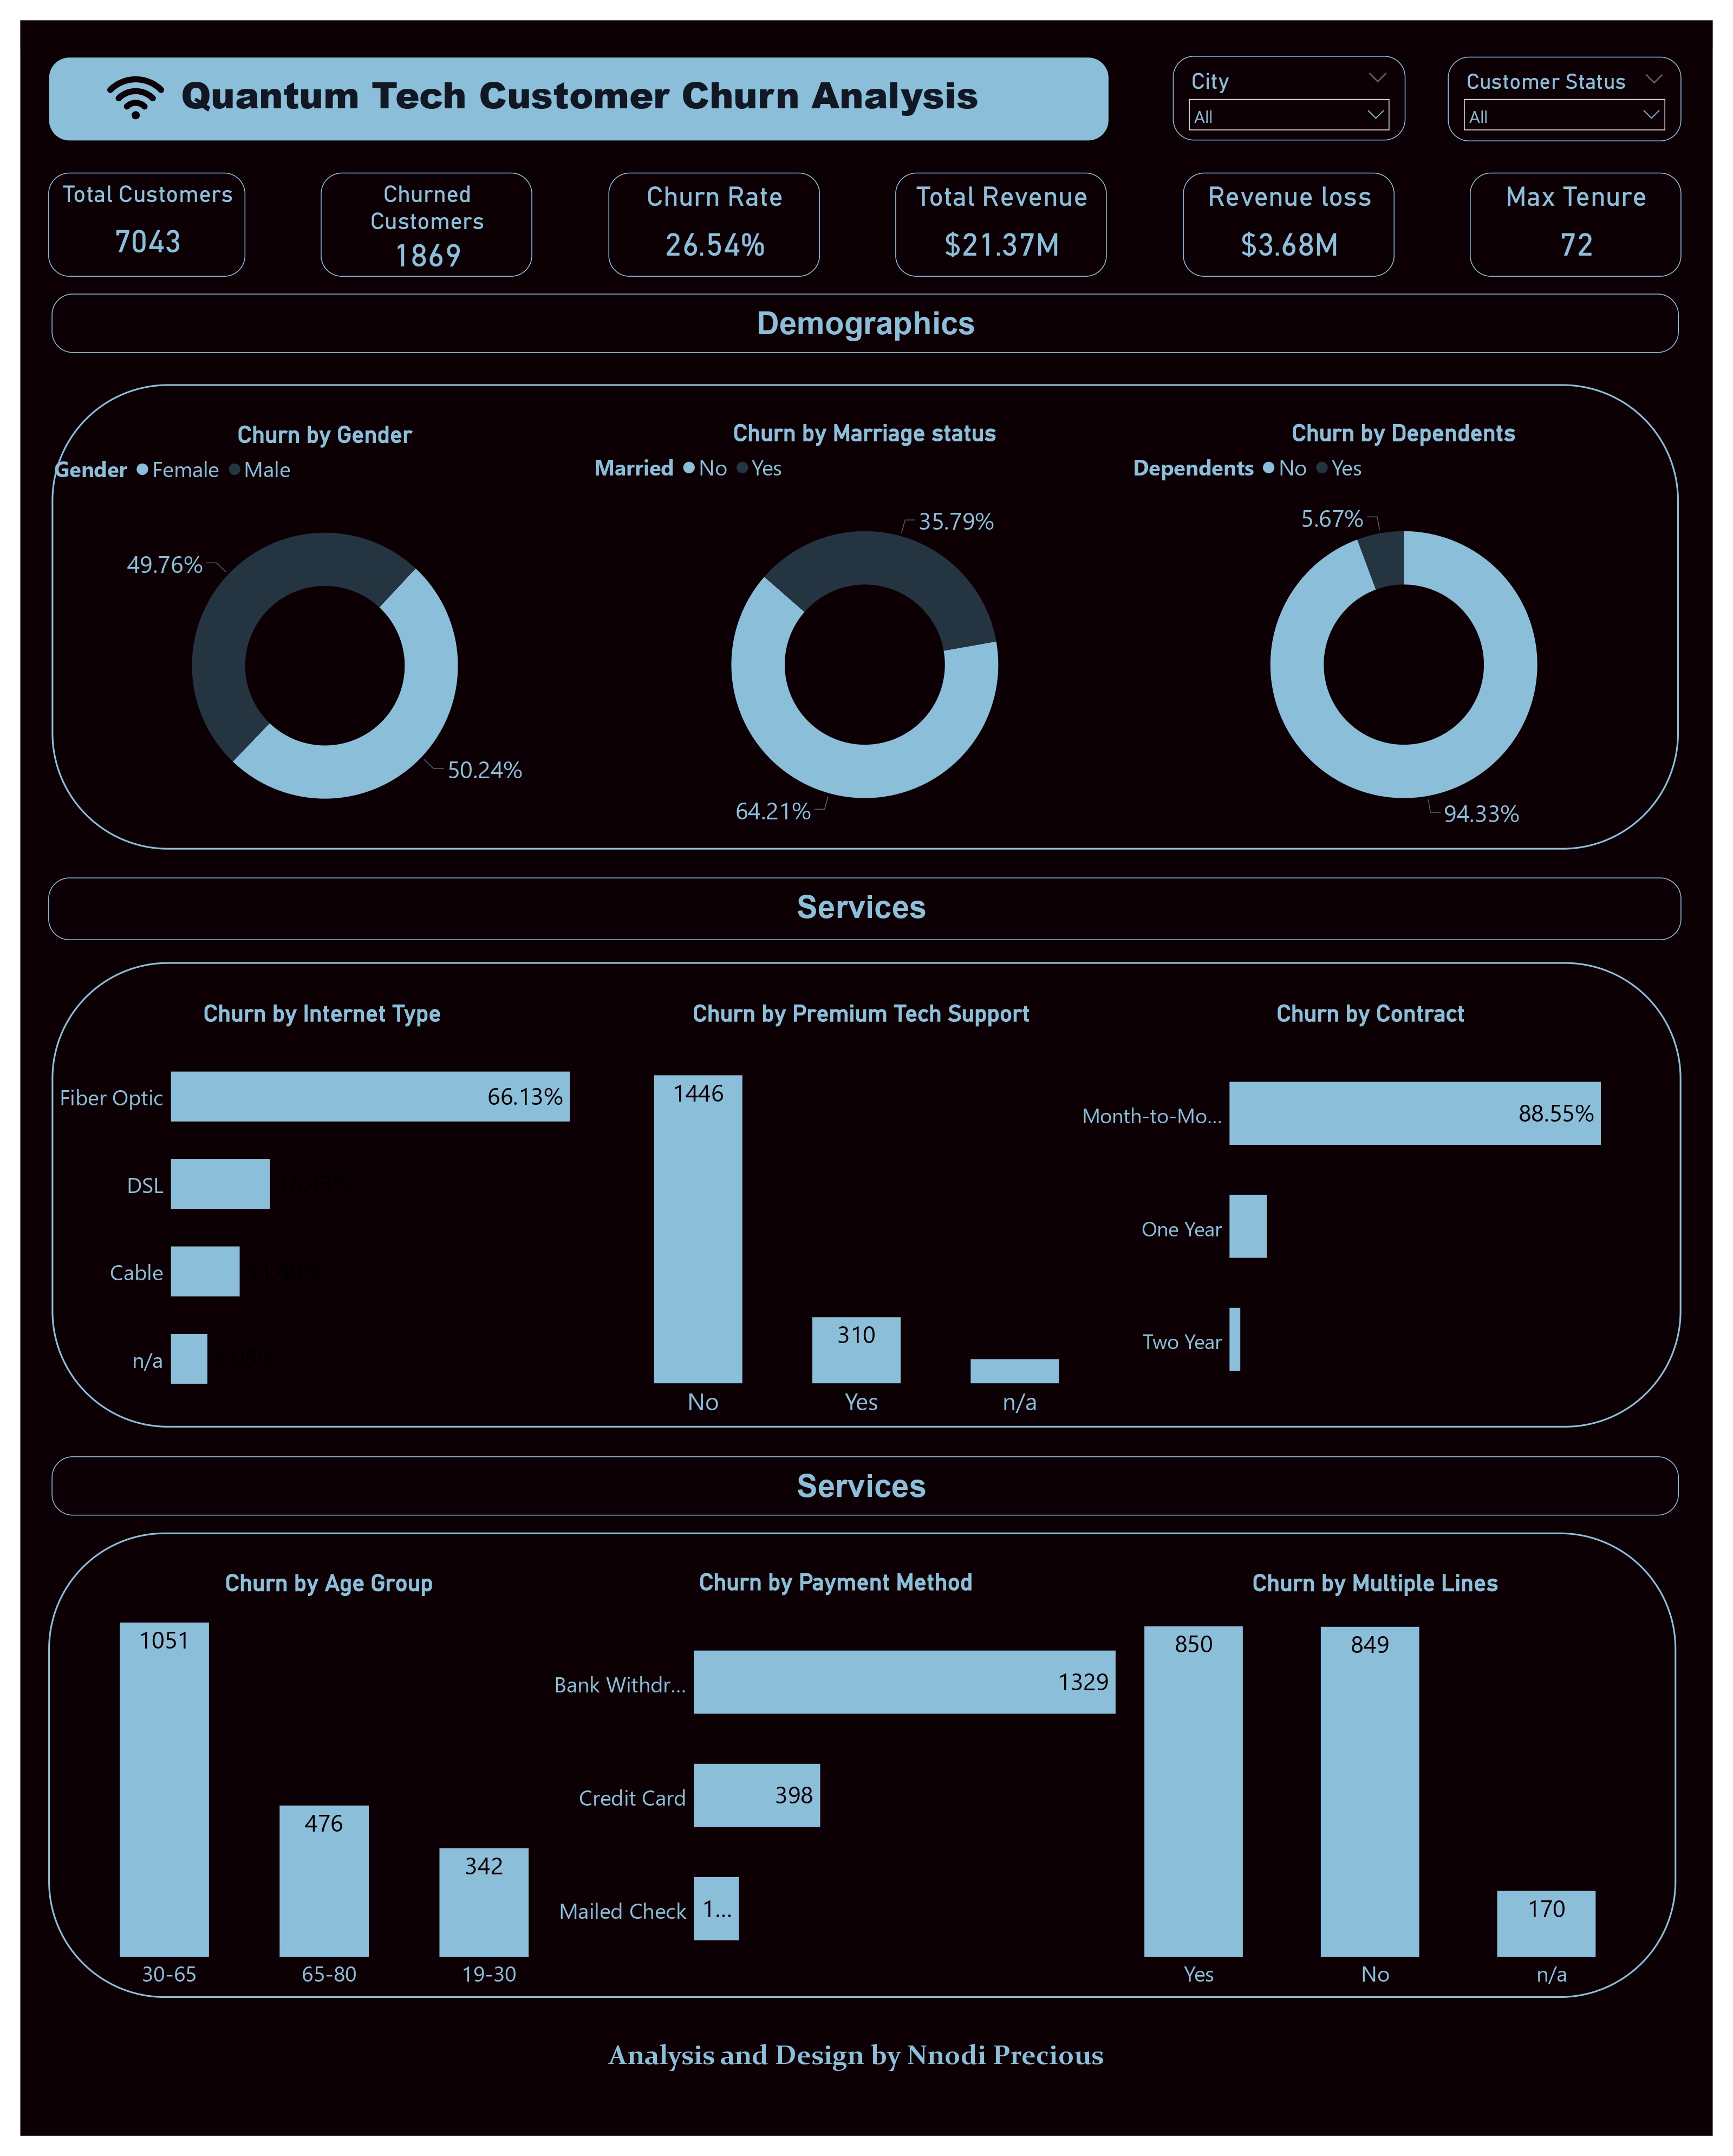 Quantum Tech Customer Churn Analysis
City
All
Customer Status
All
Total Customers
7043
Churned
Customers
1869
Churn Rate
26.54%
Total Revenue
$21.37M
Revenue loss
$3.68M
Max Tenure
72
Demographics
Churn by Gender
Gender Female Male
49.76%
50.24%
Churn by Marriage status
Married No Yes
35.79%
64.21%
Churn by Dependents
Dependents No Yes
5.67%
94.33%
Services
Churn by Internet Type
Fiber Optic
66.13%
DSL
Cable
n/a
Churn by Premium Tech Support
1446
310
No Yes n/a
Churn by Contract
Month-to-Mo...
88.55%
One Year
Two Year
Services
Churn by Age Group
1051
476
342
30-65 65-80 19-30
Churn by Payment Method
Bank Withdr...
1329
Credit Card
398
Mailed Check
1...
Churn by Multiple Lines
850
849
170
Yes No n/a
Analysis and Design by Nnodi Precious